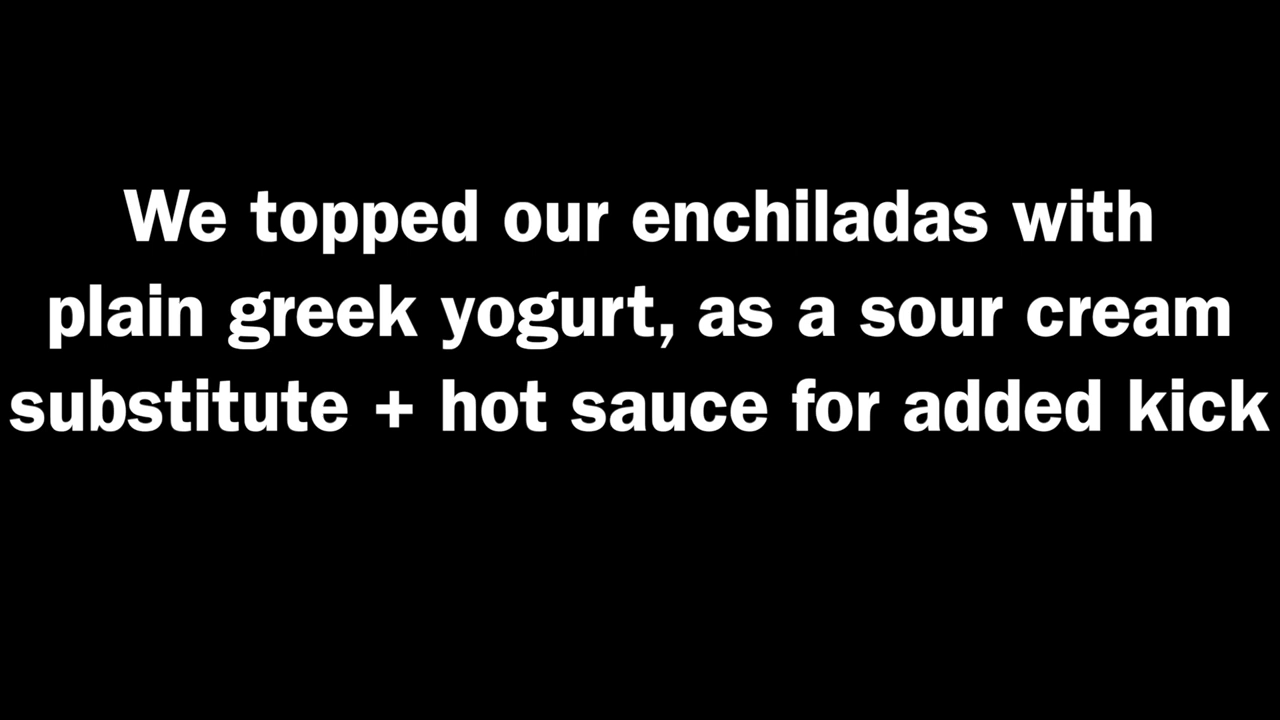 We topped our enchiladas with
plain greek yogurt, as a sour cream
substitute + hot sauce for added kick